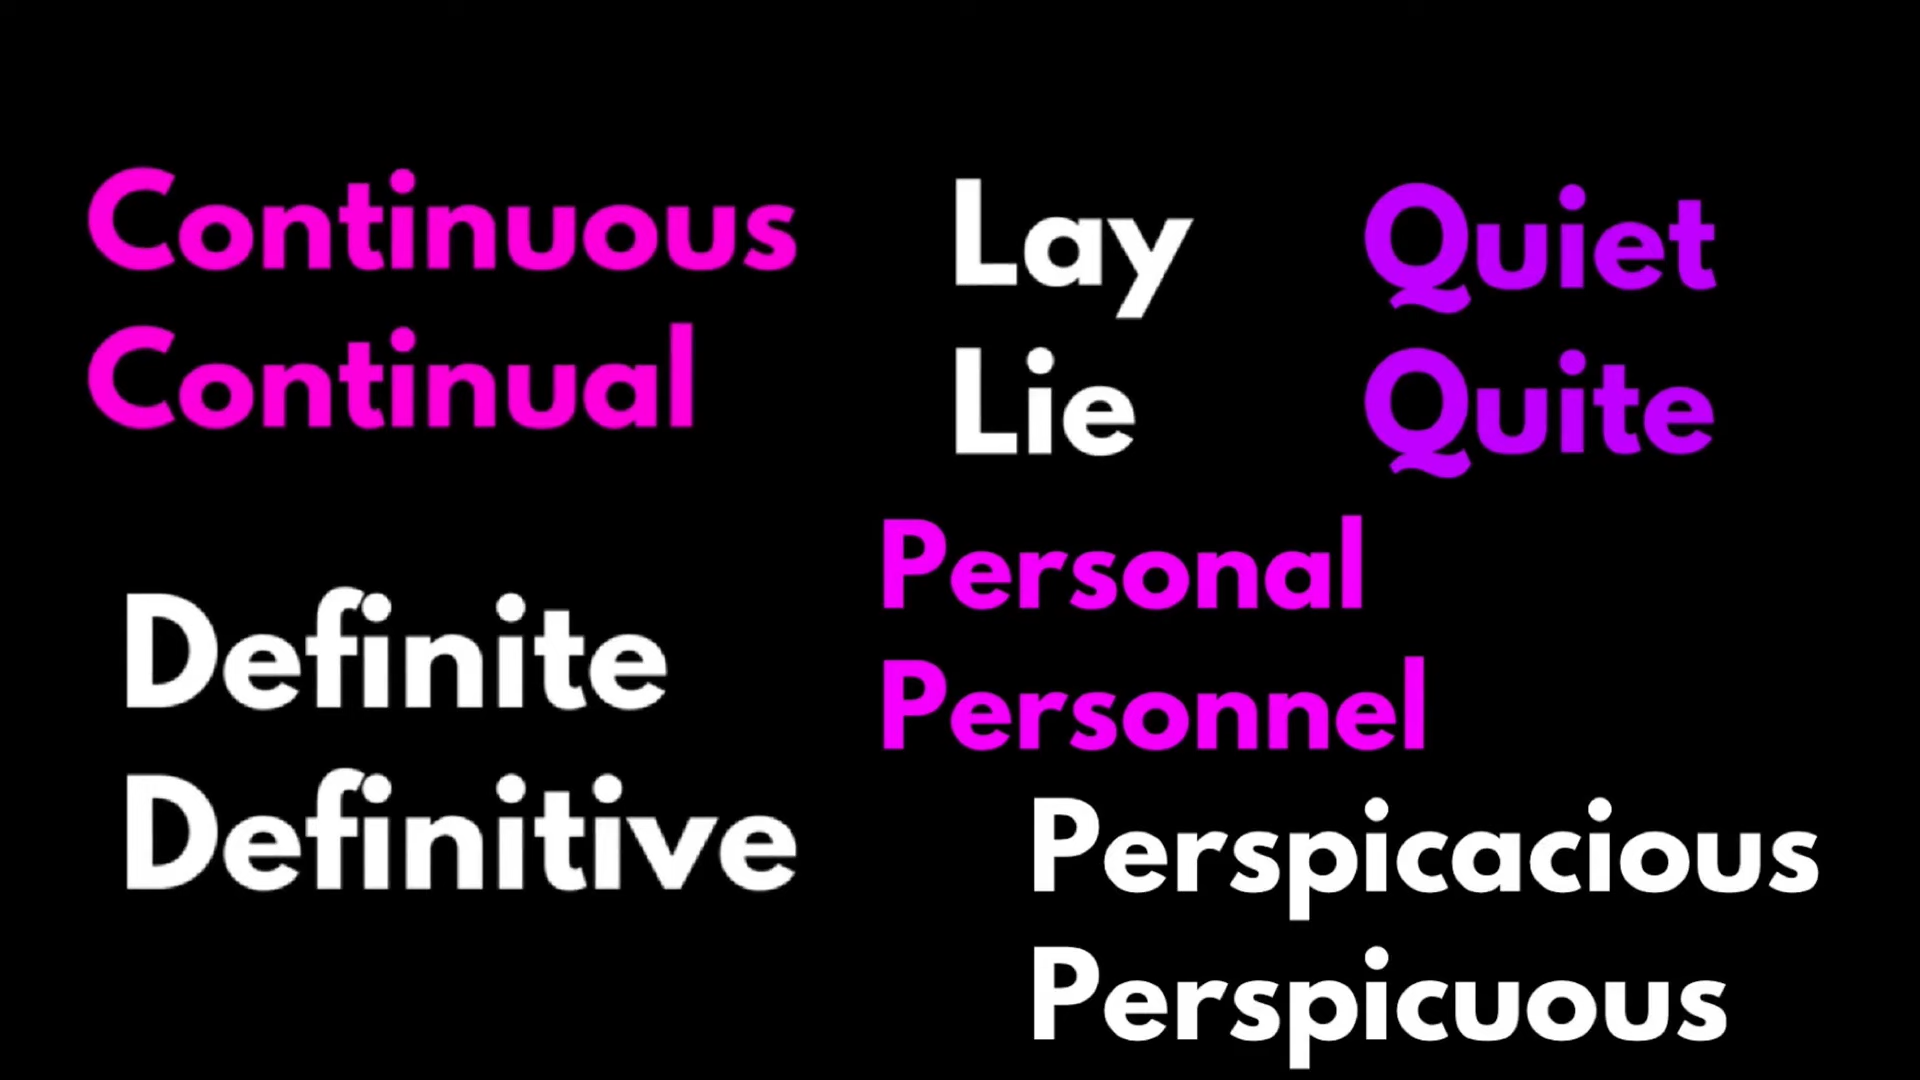 Continuous
Continual
Lay
Lie
Quiet
Quite
Definite
Definitive
Personal
Personnel
Perspicacious
Perspicuous